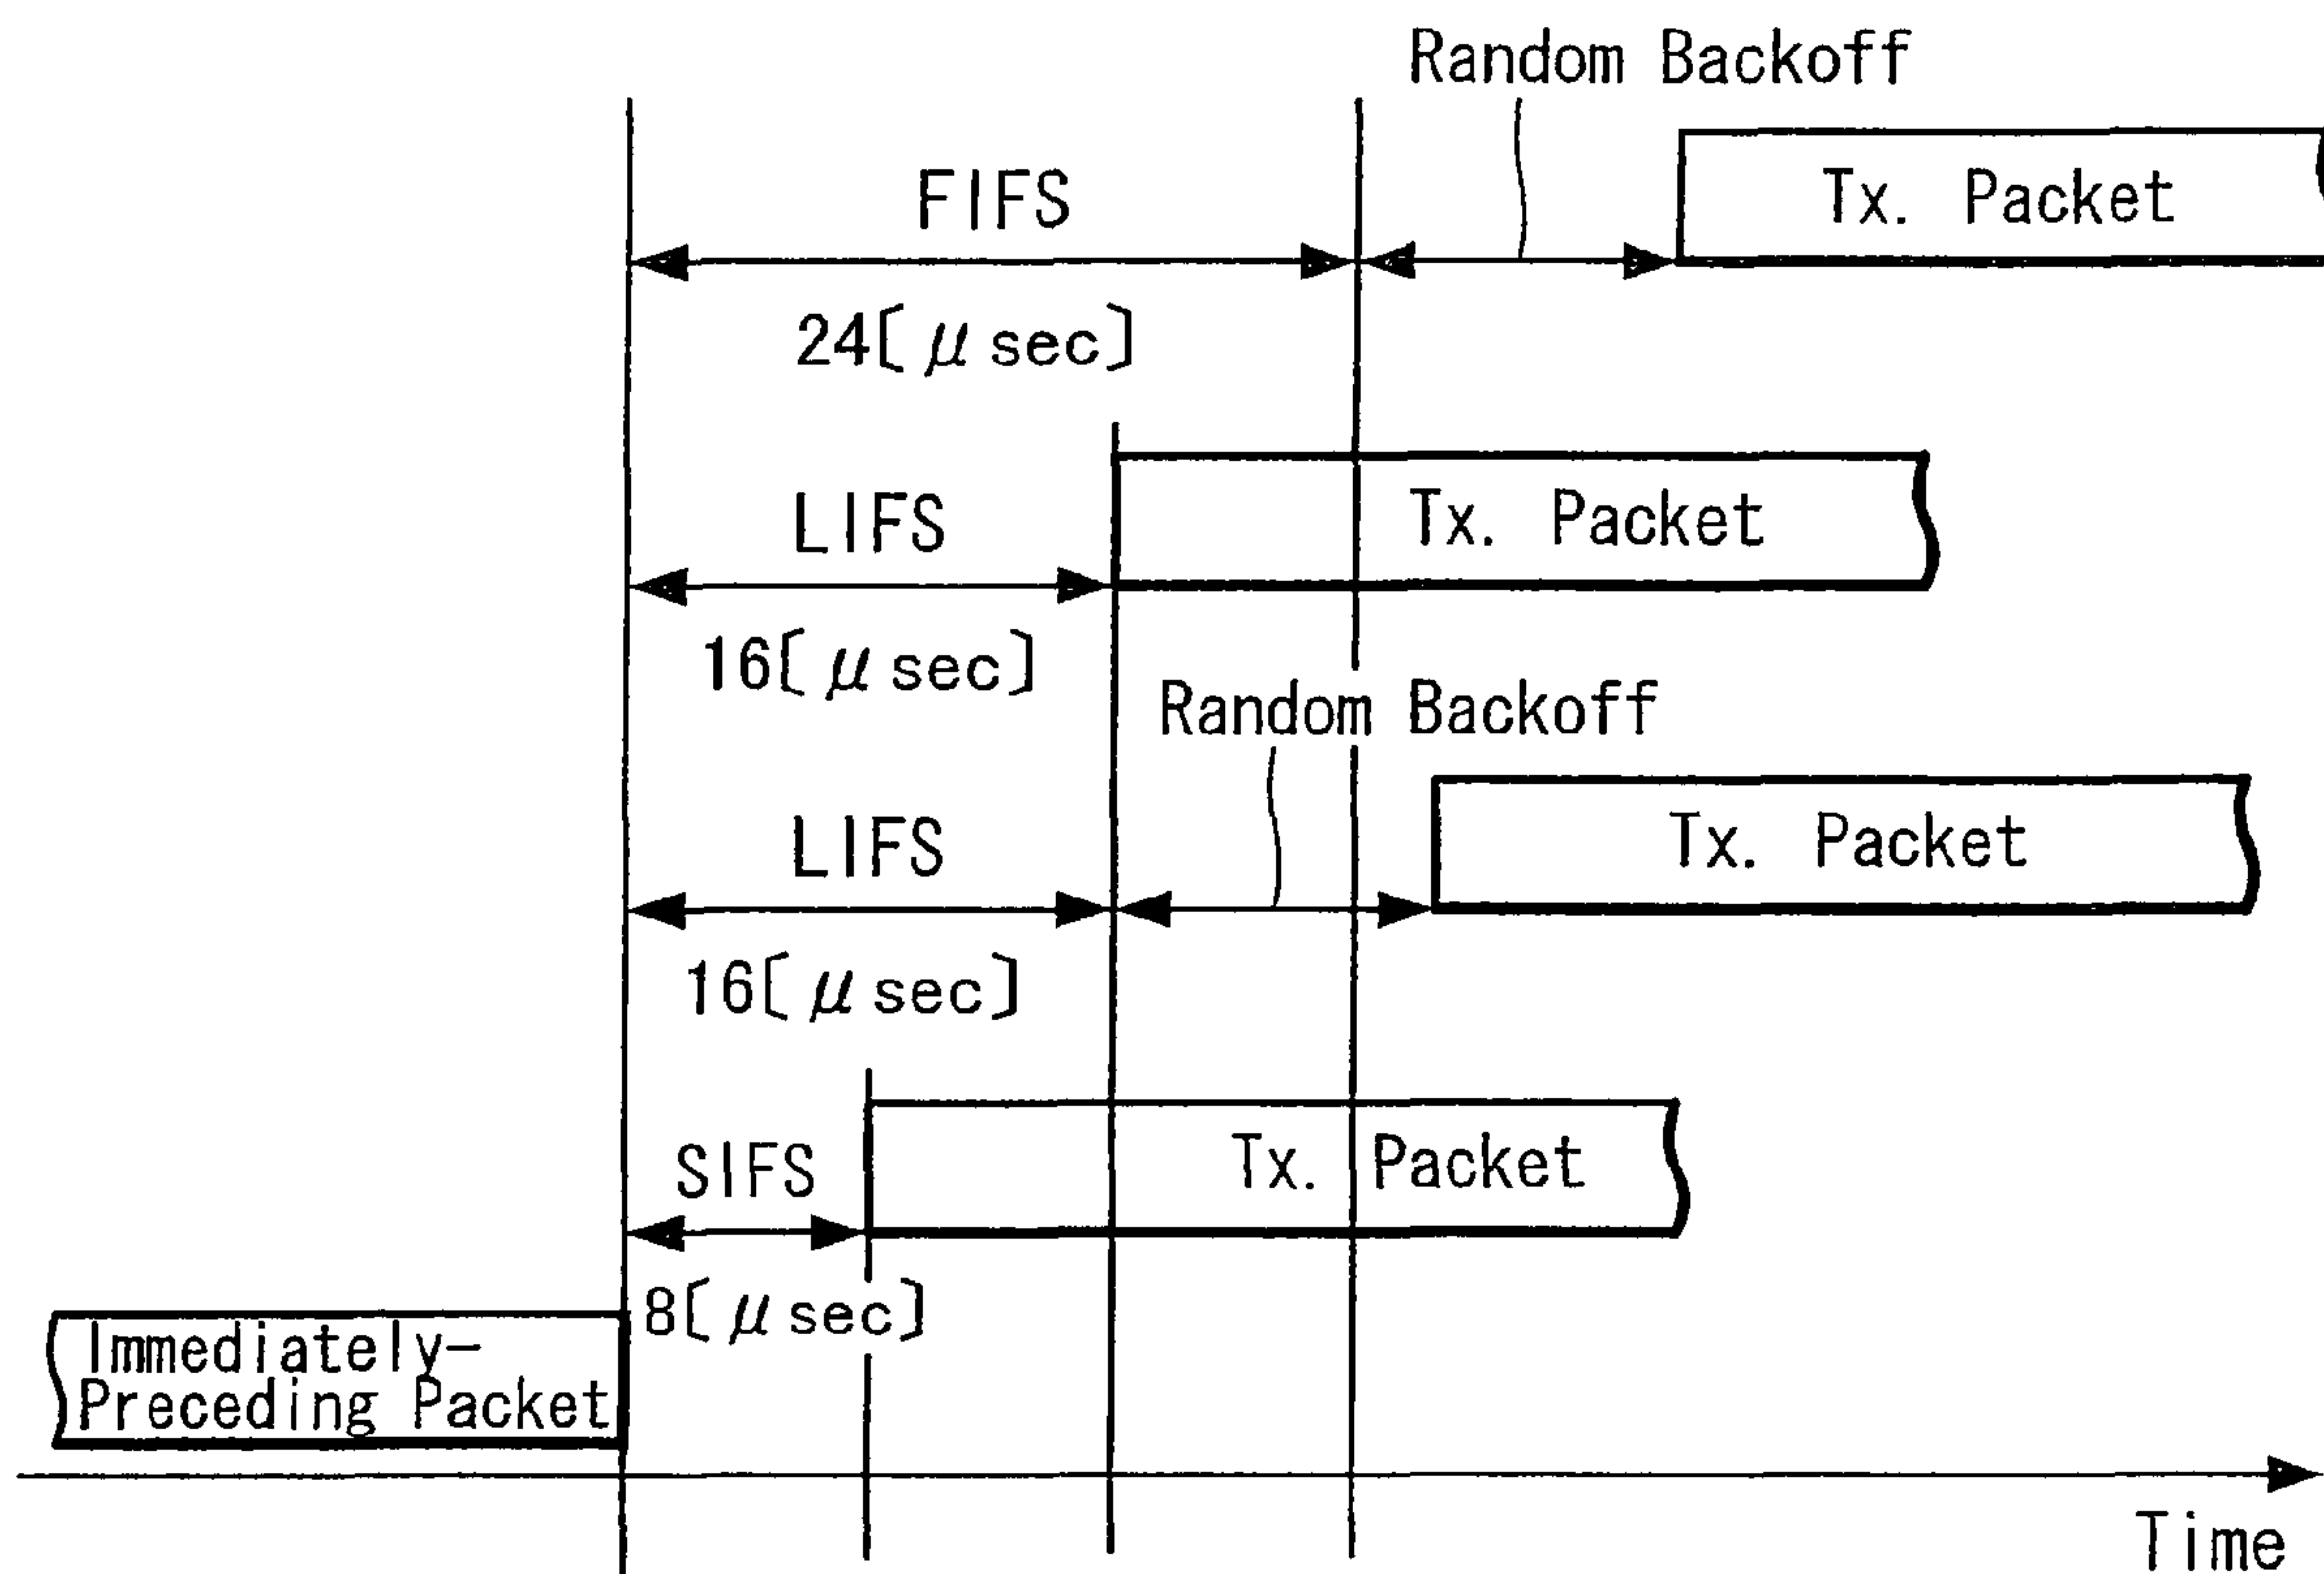 Random Backoff
FIFS
Tx. Packet
24[μsec]
LIFS
Tx. Packet
16[μsec]
Random Backoff
LIFS
Tx. Packet
16[μsec]
SIFS
Tx. Packet
8[μsec]
Immediately-
Preceding Packet
Time